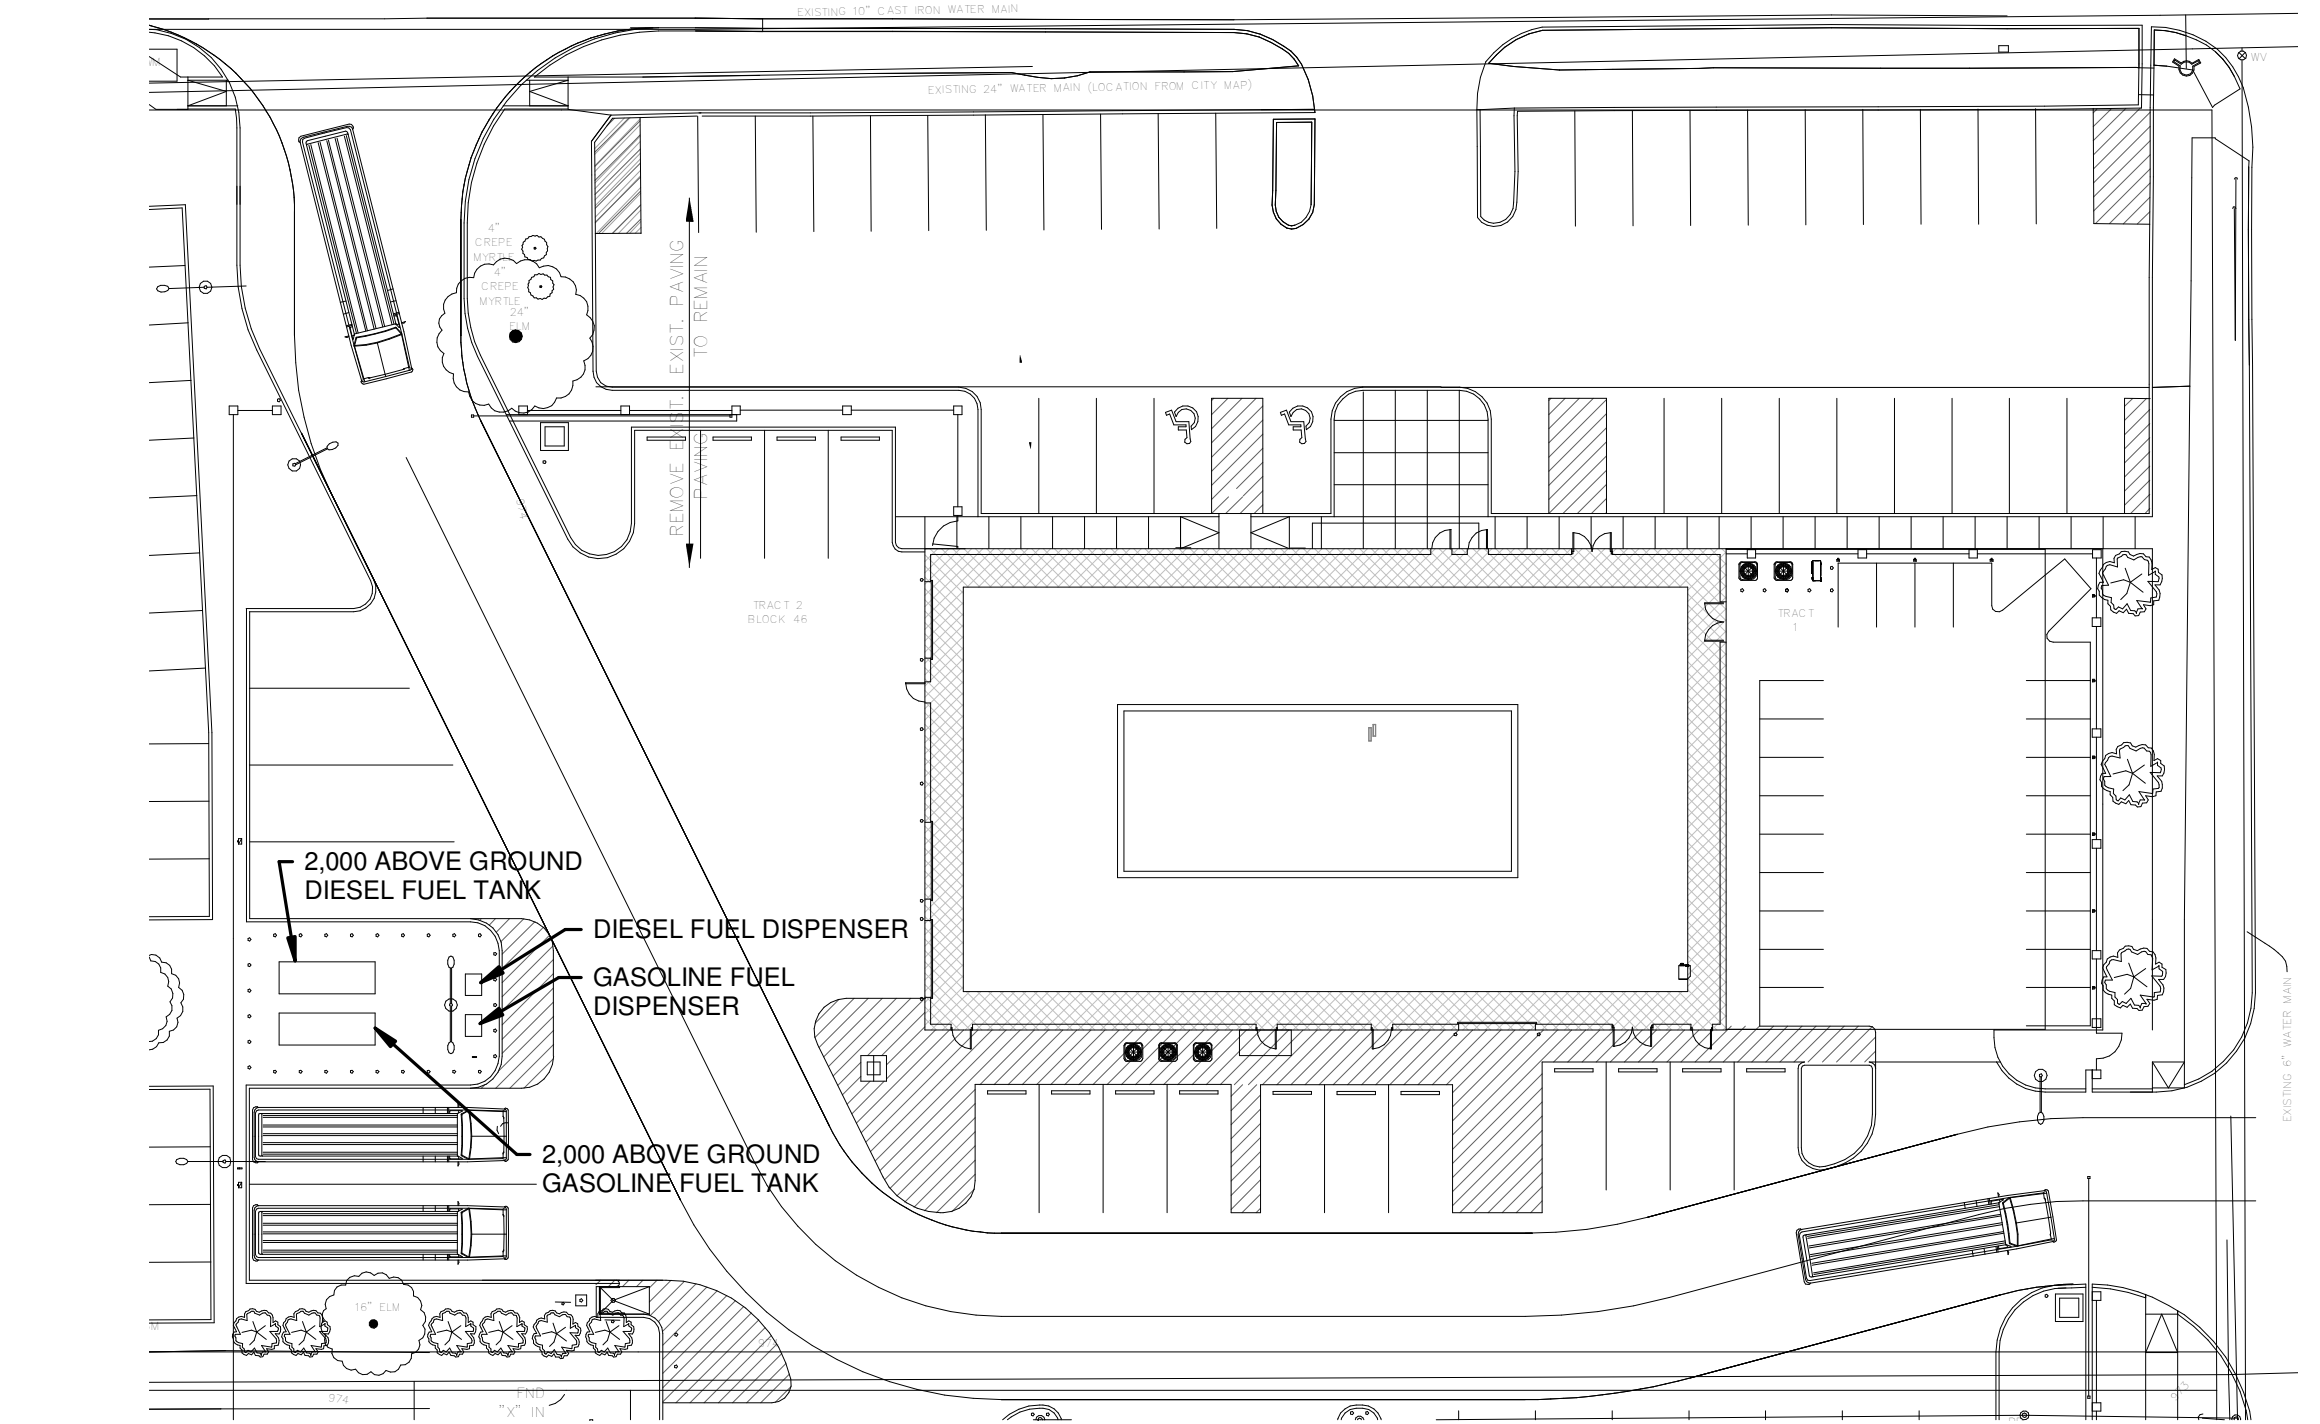 EXISTING 10" CAST IRON WATER MAIN
EXISTING 24" WATER MAIN (LOCATION FROM CITY MAP)
WV
4"
CREPE
MYRTLE
4"
CREPE
MYRTLE
24"
ELM
REMOVE EXIST. EXIST. PAVING
PAVING TO REMAIN
TRACT 2
BLOCK 46
TRACT
1
2,000 ABOVE GROUND
DIESEL FUEL TANK
DIESEL FUEL DISPENSER
GASOLINE FUEL
DISPENSER
2,000 ABOVE GROUND
GASOLINE FUEL TANK
EXISTING 6" WATER MAIN
16" ELM
974
FND
"X" IN